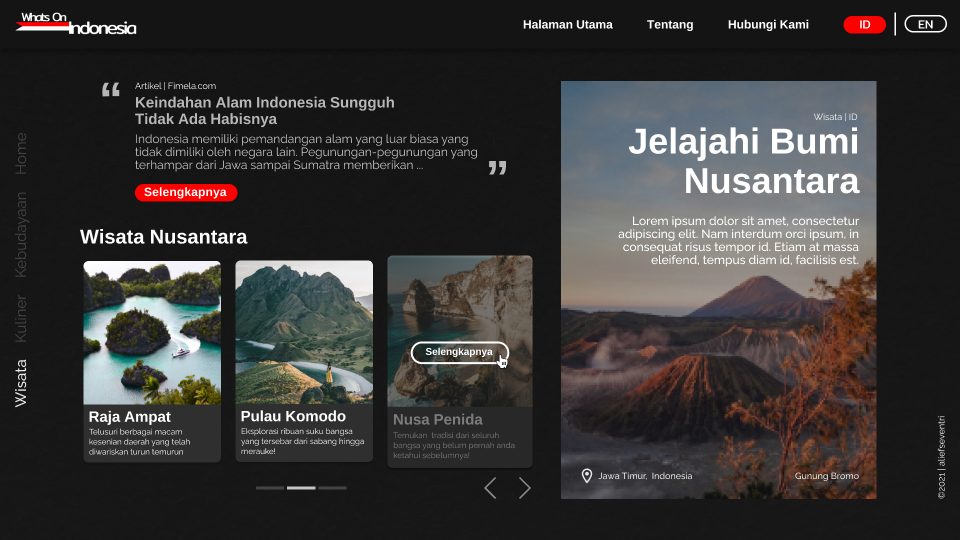 Whats On
Indonesia
Halaman Utama
Tentang
Hubungi Kami
ID
EN
Home
Kebudayaan
Kuliner
Wisata
“
Artikel | Fimela.com
Keindahan Alam Indonesia Sungguh
Tidak Ada Habisnya
Indonesia memiliki pemandangan alam yang luar biasa yang
tidak dimiliki oleh negara lain. Pegunungan-pegunungan yang
terhampar dari Jawa sampai Sumatra memberikan ...
”
Selengkapnya
Wisata Nusantara
Raja Ampat
Telusuri berbagai macam
kesenian daerah yang telah
diwariskan turun temurun
Pulau Komodo
Eksplorasi ribuan suku bangsa
yang tersebar dari sabang hingga
merauke!
Selengkapnya
Nusa Penida
Temukan tradisi dari seluruh
bangsa yang belum pernah anda
ketahui sebelumnya!
Wisata | ID
Jelajahi Bumi
Nusantara
Lorem ipsum dolor sit amet, consectetur
adipiscing elit. Nam interdum orci ipsum, in
consequat risus tempor id. Etiam at massa
eleifend, tempus diam id, facilisis est.
Jawa Timur, Indonesia
Gunung Bromo
©2021 | aliefseventri